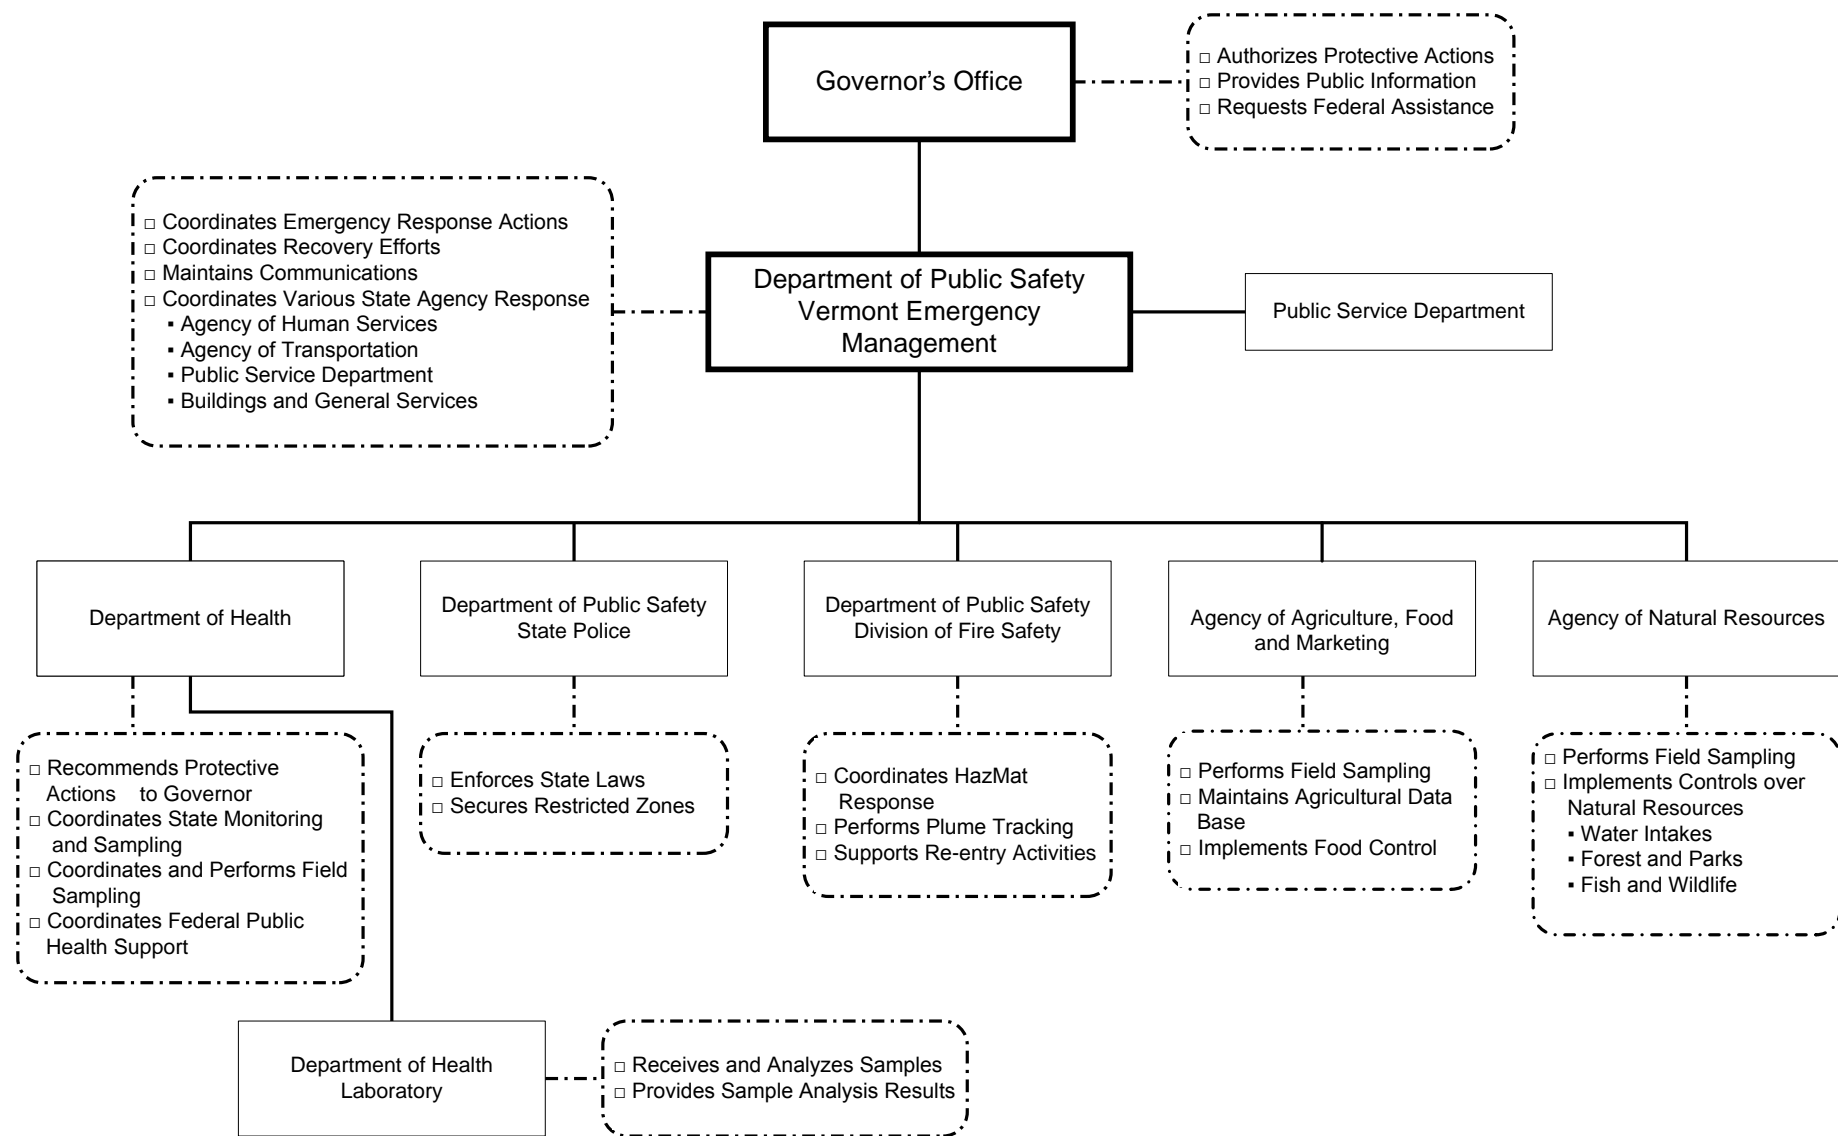 Governor’s Office
□ Authorizes Protective Actions
□ Provides Public Information
□ Requests Federal Assistance
□ Coordinates Emergency Response Actions
□ Coordinates Recovery Efforts
□ Maintains Communications
□ Coordinates Various State Agency Response
▪ Agency of Human Services
▪ Agency of Transportation
▪ Public Service Department
▪ Buildings and General Services
Department of Public Safety
Vermont Emergency
Management
Public Service Department
Department of Health
Department of Public Safety
State Police
Department of Public Safety
Division of Fire Safety
Agency of Agriculture, Food
and Marketing
Agency of Natural Resources
□ Recommends Protective
Actions to Governor
□ Coordinates State Monitoring
and Sampling
□ Coordinates and Performs Field
Sampling
□ Coordinates Federal Public
Health Support
□ Enforces State Laws
□ Secures Restricted Zones
□ Coordinates HazMat
Response
□ Performs Plume Tracking
□ Supports Re-entry Activities
□ Performs Field Sampling
□ Maintains Agricultural Data
Base
□ Implements Food Control
□ Performs Field Sampling
□ Implements Controls over
Natural Resources
▪ Water Intakes
▪ Forest and Parks
▪ Fish and Wildlife
Department of Health
Laboratory
□ Receives and Analyzes Samples
□ Provides Sample Analysis Results